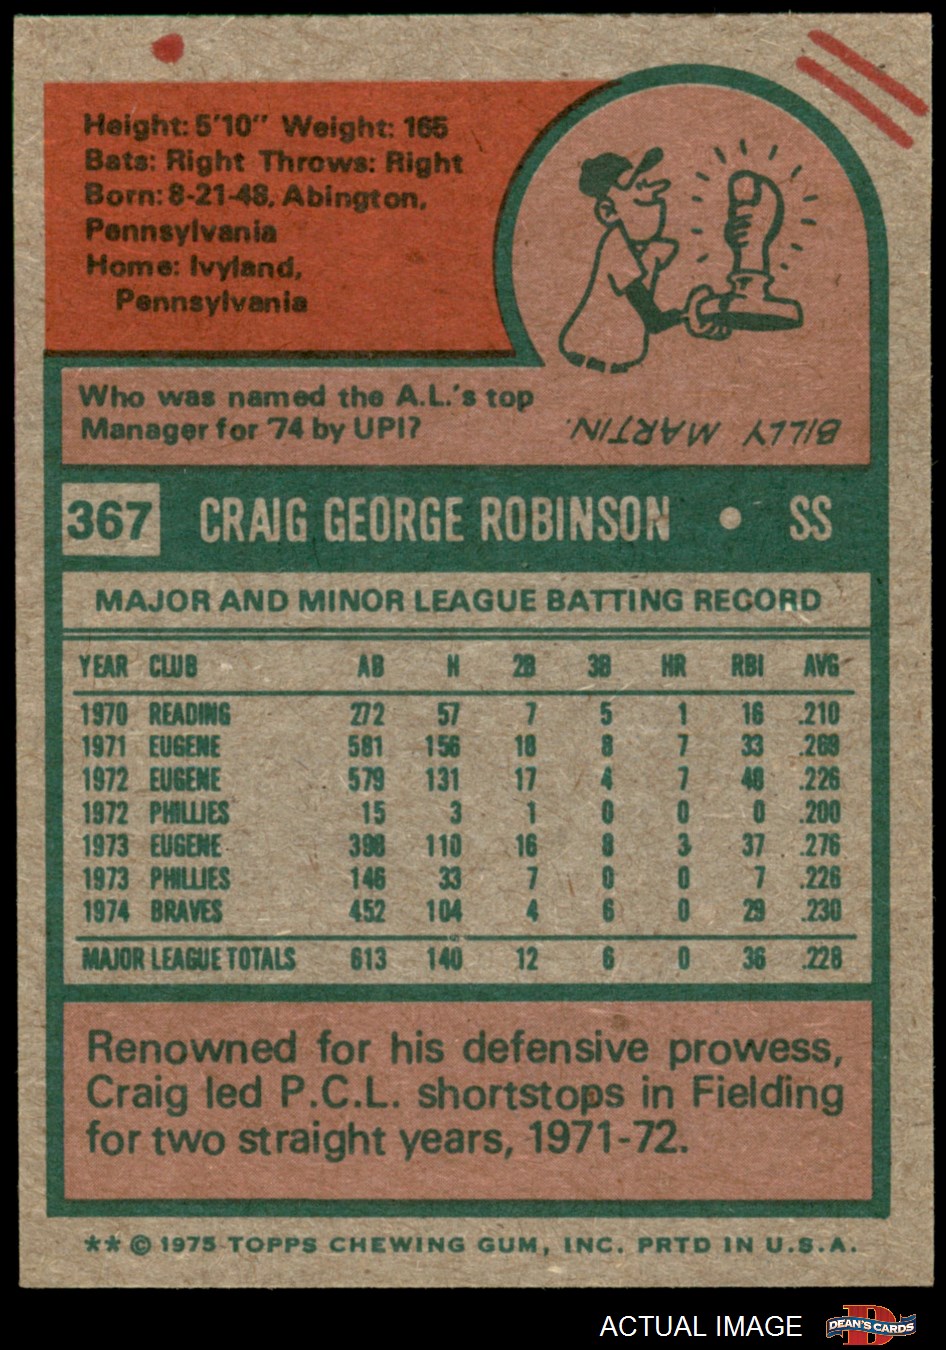 Height: 5'10" Weight: 165
Bats: Right Throws: Right
Born: 8-21-48, Abington,
Pennsylvania
Home: Ivyland,
Pennsylvania
Who was named the A.L.'s top
Manager for '74 by UPI?
BILLY MARTIN.
367 CRAIG GEORGE ROBINSON • SS
MAJOR AND MINOR LEAGUE BATTING RECORD
YEAR CLUB AB H 2B 3B HR RBI AVG
1970 READING 272 57 7 5 1 16 .210
1971 EUGENE 581 156 18 8 7 33 .269
1972 EUGENE 579 131 17 4 7 40 .226
1972 PHILLIES 15 3 1 0 0 0 .200
1973 EUGENE 398 110 16 8 3 37 .276
1973 PHILLIES 146 33 7 0 0 7 .226
1974 BRAVES 452 104 4 6 0 29 .230
MAJOR LEAGUE TOTALS 613 140 12 6 0 36 .228
Renowned for his defensive prowess,
Craig led P.C.L. shortstops in Fielding
for two straight years, 1971-72.
** © 1975 TOPPS CHEWING GUM, INC. PRTD IN U.S.A.
ACTUAL IMAGE
DEAN'S CARDS